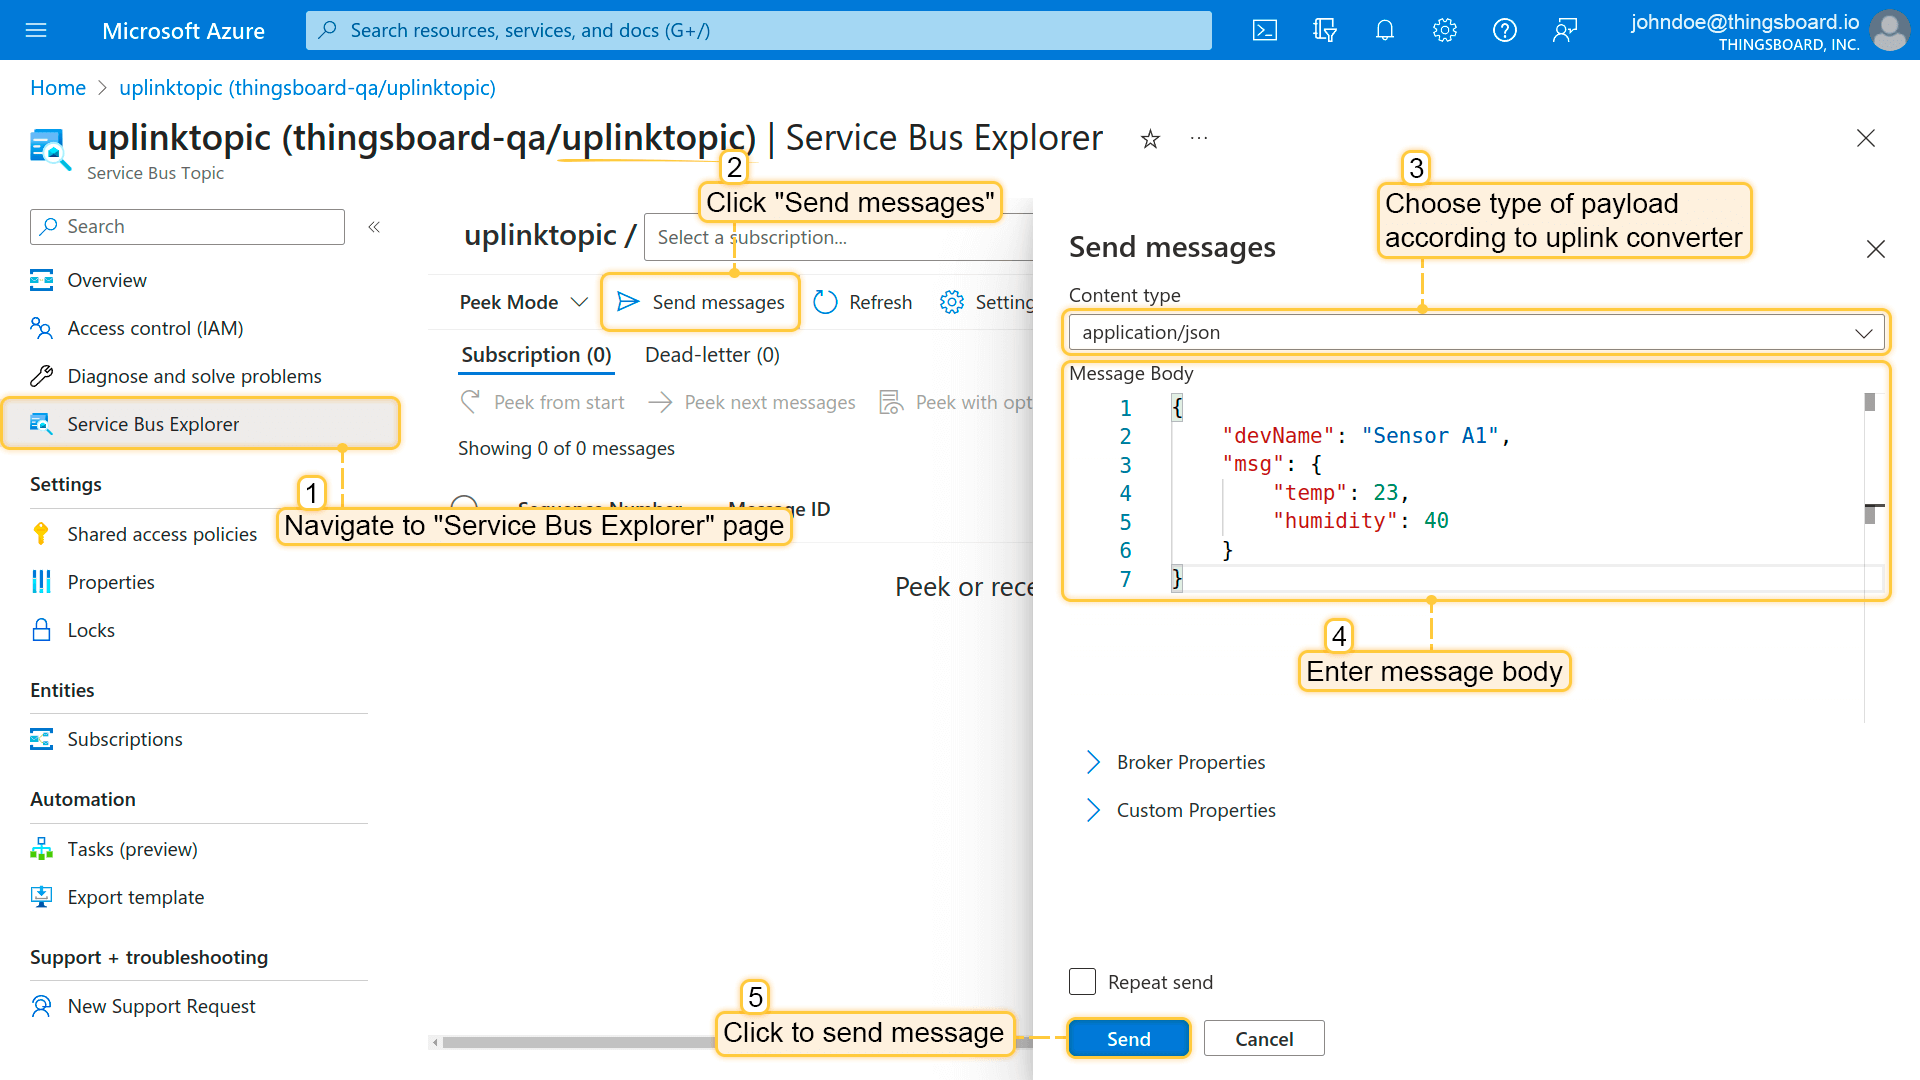 Microsoft Azure
Search resources, services, and docs (G+/)
johndoe@thingsboard.io
THINGSBOARD, INC.
Home
uplinktopic (thingsboard-qa/uplinktopic)
uplinktopic (thingsboard-qa/uplinktopic) | Service Bus Explorer
Service Bus Topic
Search
Overview
Access control (IAM)
Diagnose and solve problems
Service Bus Explorer
Settings
Shared access policies
Properties
Locks
Entities
Subscriptions
Automation
Tasks (preview)
Export template
Support + troubleshooting
New Support Request
1
Navigate to "Service Bus Explorer" page
2
Click "Send messages"
uplinktopic /
Select a subscription...
Peek Mode
Send messages
Refresh
Setting
Subscription (0)
Dead-letter (0)
Peek from start
Peek next messages
Peek with opt
Showing 0 of 0 messages
Sequence Number
Message ID
Peek or rece
3
Choose type of payload
according to uplink converter
Send messages
Content type
application/json
Message Body
1 {
2 "devName": "Sensor A1",
3 "msg": {
4 "temp": 23,
5 "humidity": 40
6 }
7 }
4
Enter message body
Broker Properties
Custom Properties
Repeat send
5
Click to send message
Send
Cancel